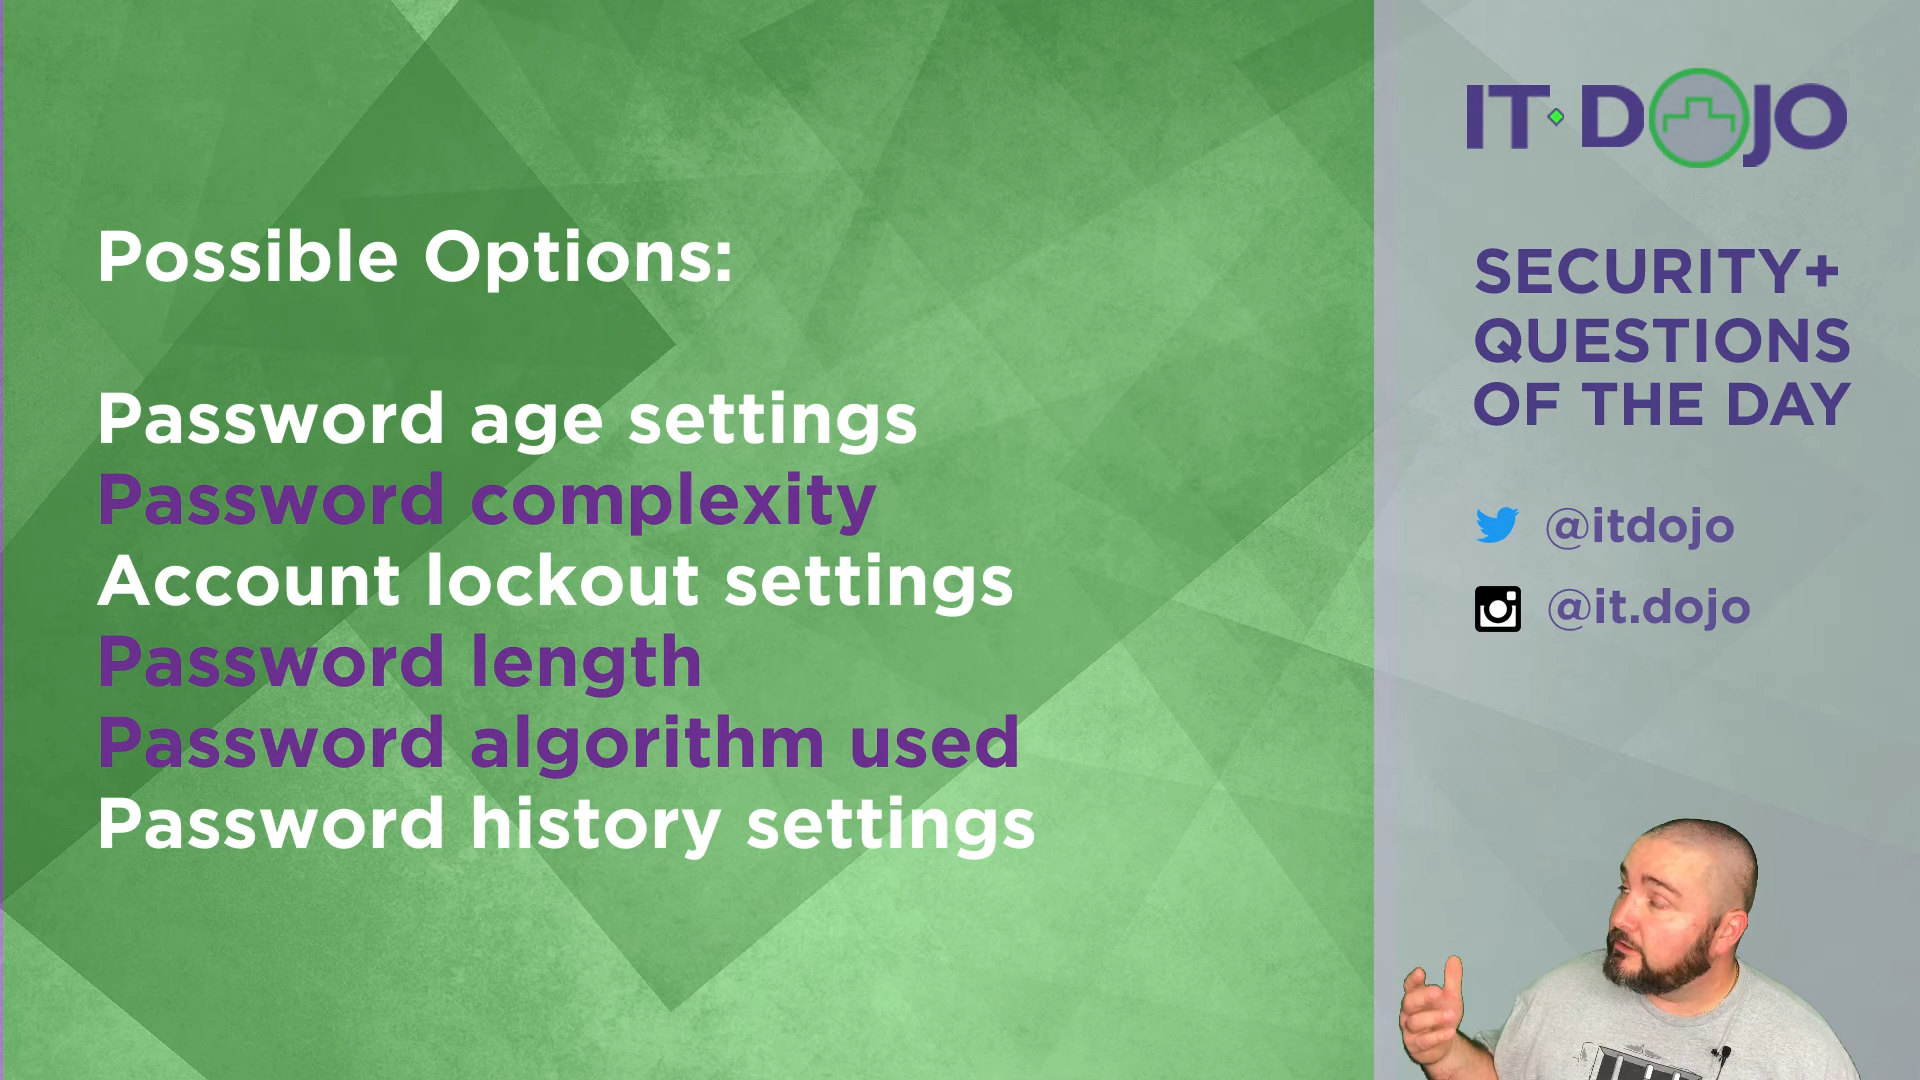 Possible Options:
Password age settings
Password complexity
Account lockout settings
Password length
Password algorithm used
Password history settings
IT DOJO
SECURITY+
QUESTIONS
OF THE DAY
@itdojo
@it.dojo